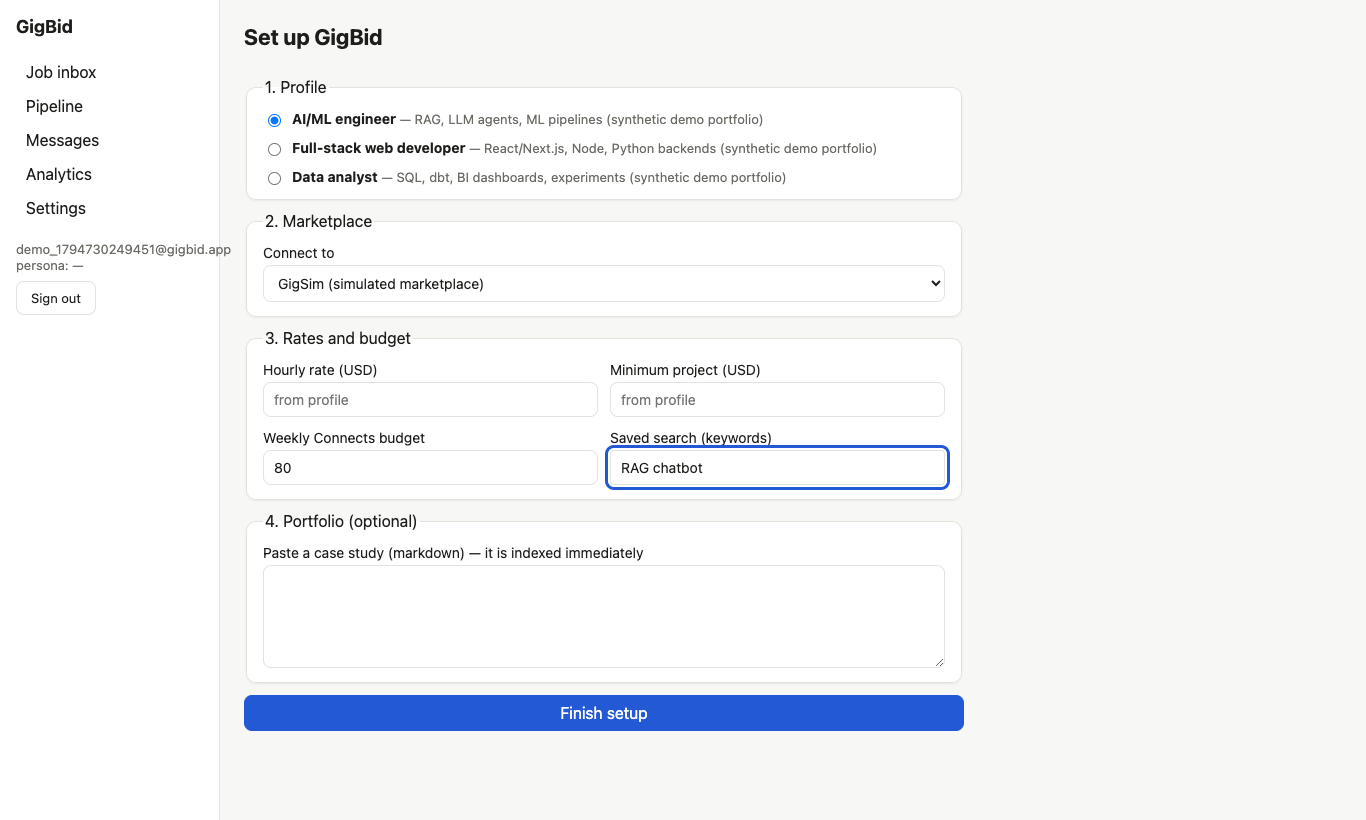 GigBid
Job inbox
Pipeline
Messages
Analytics
Settings
demo_1794730249451@gigbid.app
persona: —
Sign out
Set up GigBid
1. Profile
AI/ML engineer — RAG, LLM agents, ML pipelines (synthetic demo portfolio)
Full-stack web developer — React/Next.js, Node, Python backends (synthetic demo portfolio)
Data analyst — SQL, dbt, BI dashboards, experiments (synthetic demo portfolio)
2. Marketplace
Connect to
GigSim (simulated marketplace)
3. Rates and budget
Hourly rate (USD)
from profile
Minimum project (USD)
from profile
Weekly Connects budget
80
Saved search (keywords)
RAG chatbot
4. Portfolio (optional)
Paste a case study (markdown) — it is indexed immediately
Finish setup